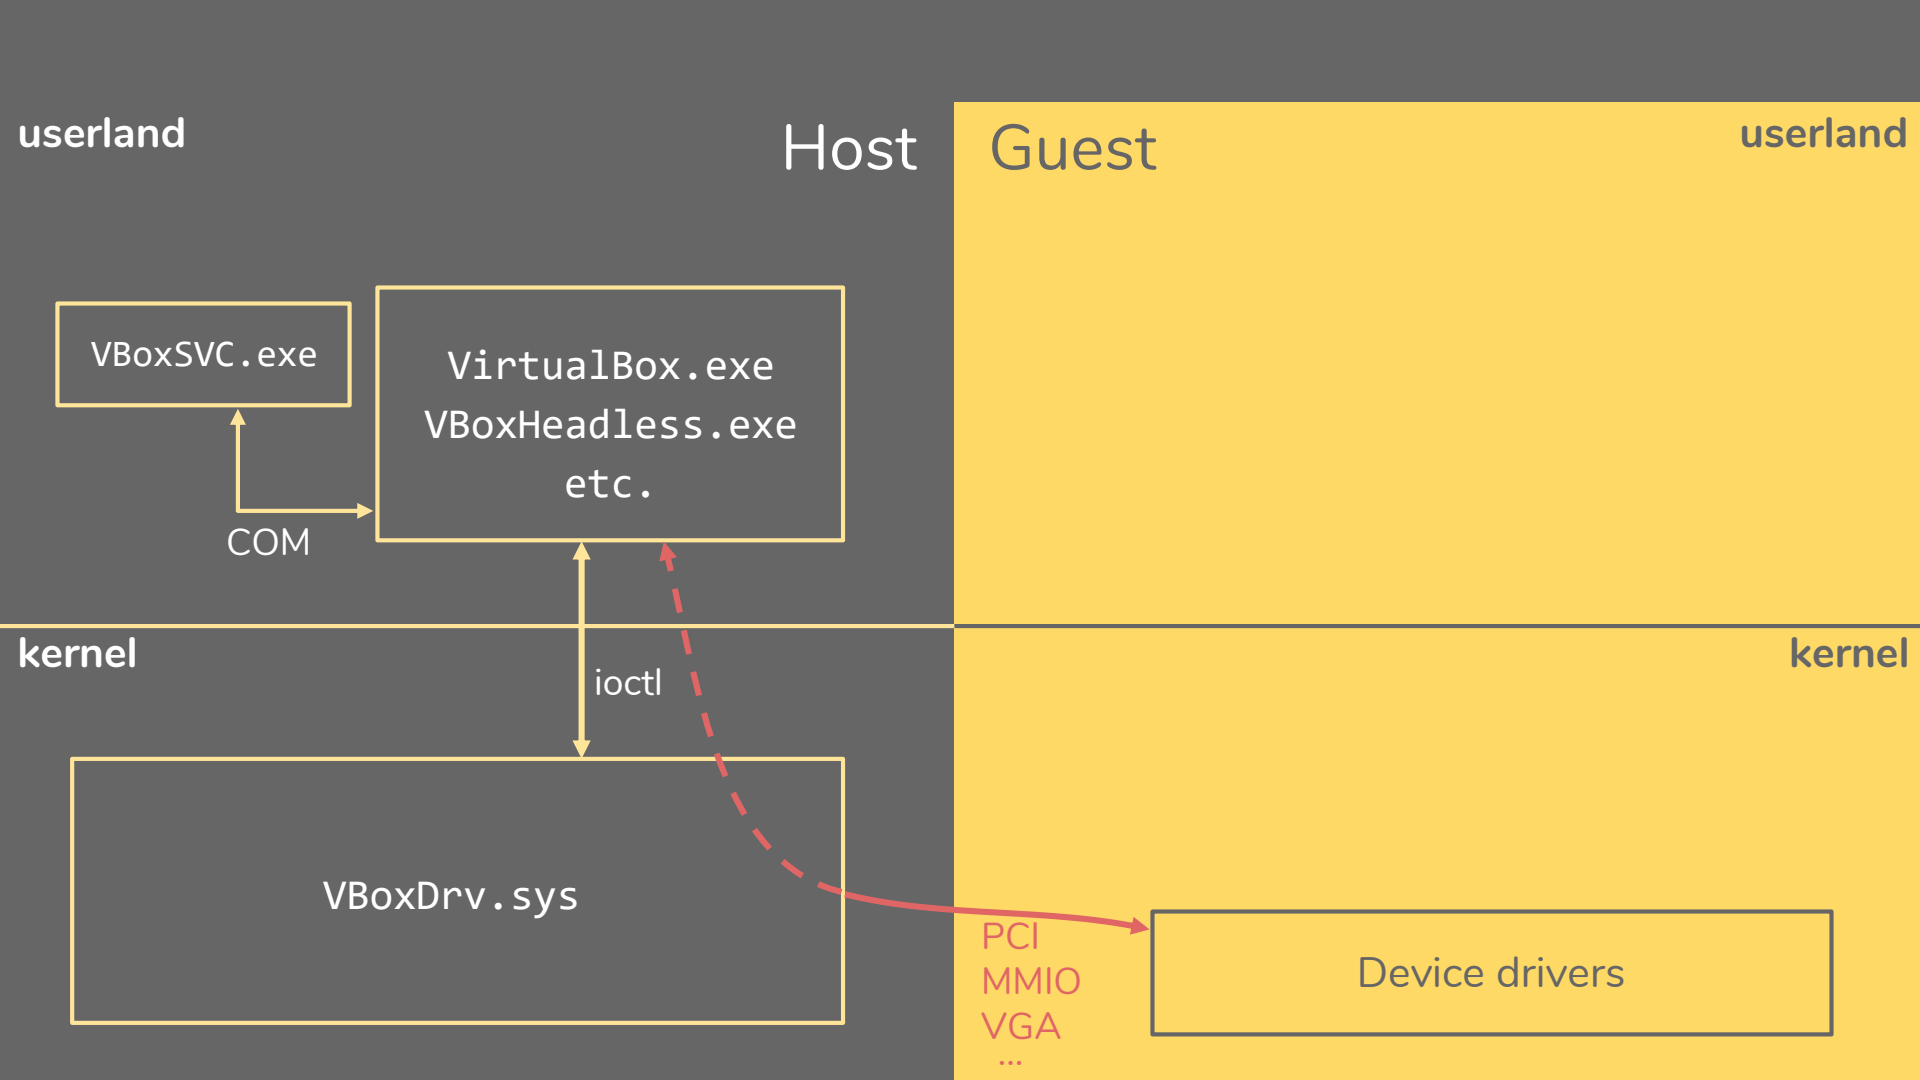 userland
Host
Guest
userland
VBoxSVC.exe
VirtualBox.exe
VBoxHeadless.exe
etc.
COM
kernel
ioctl
kernel
VBoxDrv.sys
PCI
MMIO
VGA
...
Device drivers